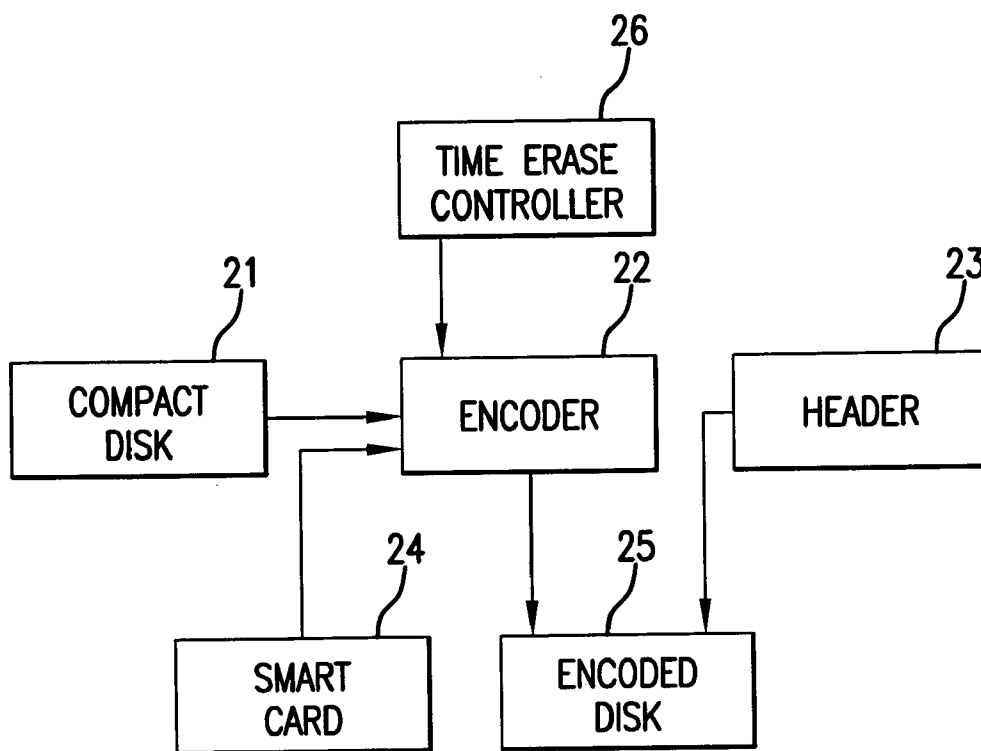 26
TIME ERASE
CONTROLLER
21
22
23
COMPACT
DISK
ENCODER
HEADER
24
25
SMART
CARD
ENCODED
DISK